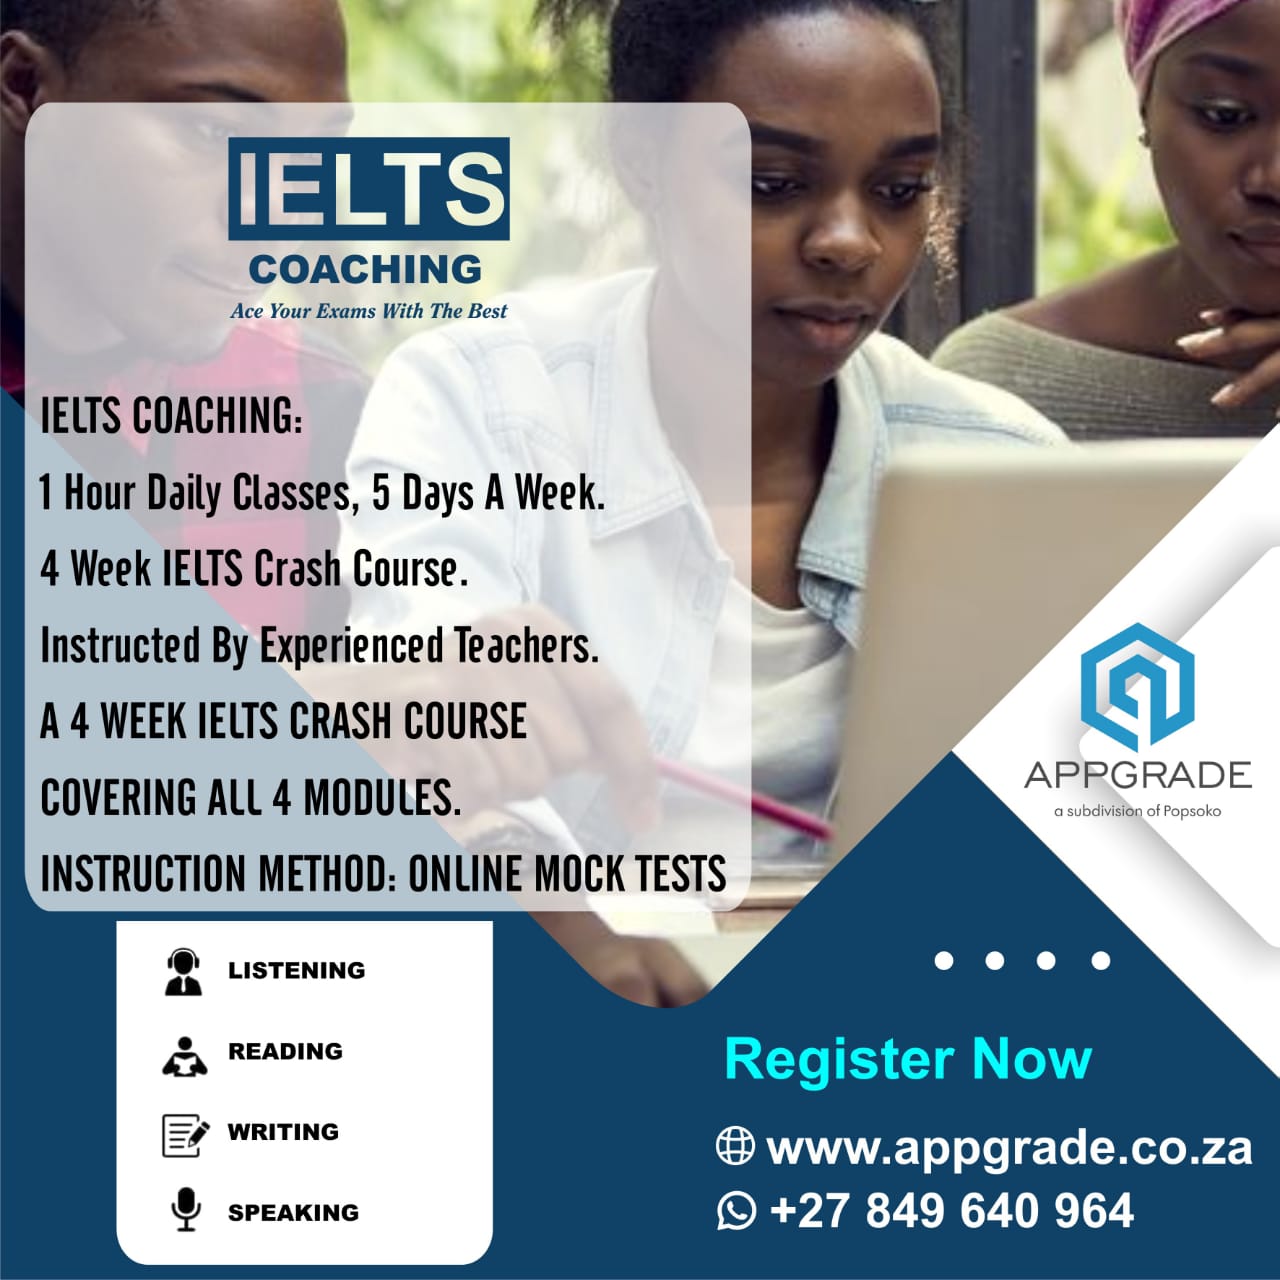 IELTS
COACHING
Ace Your Exams With The Best
IELTS COACHING:
1 Hour Daily Classes, 5 Days A Week.
4 Week IELTS Crash Course.
Instructed By Experienced Teachers.
A 4 WEEK IELTS CRASH COURSE
COVERING ALL 4 MODULES.
INSTRUCTION METHOD: ONLINE MOCK TESTS
LISTENING
READING
WRITING
SPEAKING
APPGRADE
a subdivision of Popsoko
Register Now
www.appgrade.co.za
+27 849 640 964